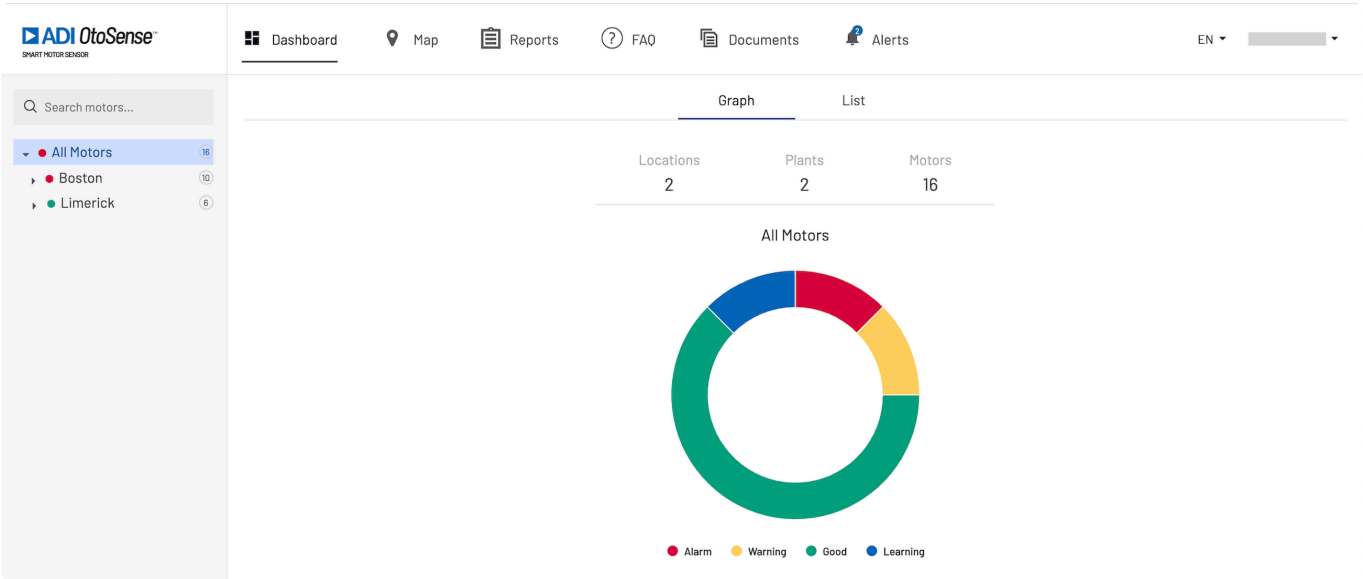 ADI OtoSense™
SMART MOTOR SENSOR
Dashboard
Map
Reports
? FAQ
Documents
2
Alerts
EN
Search motors...
All Motors 16
Boston 10
Limerick 6
Graph List
Locations Plants Motors
2 2 16
All Motors
Alarm Warning Good Learning